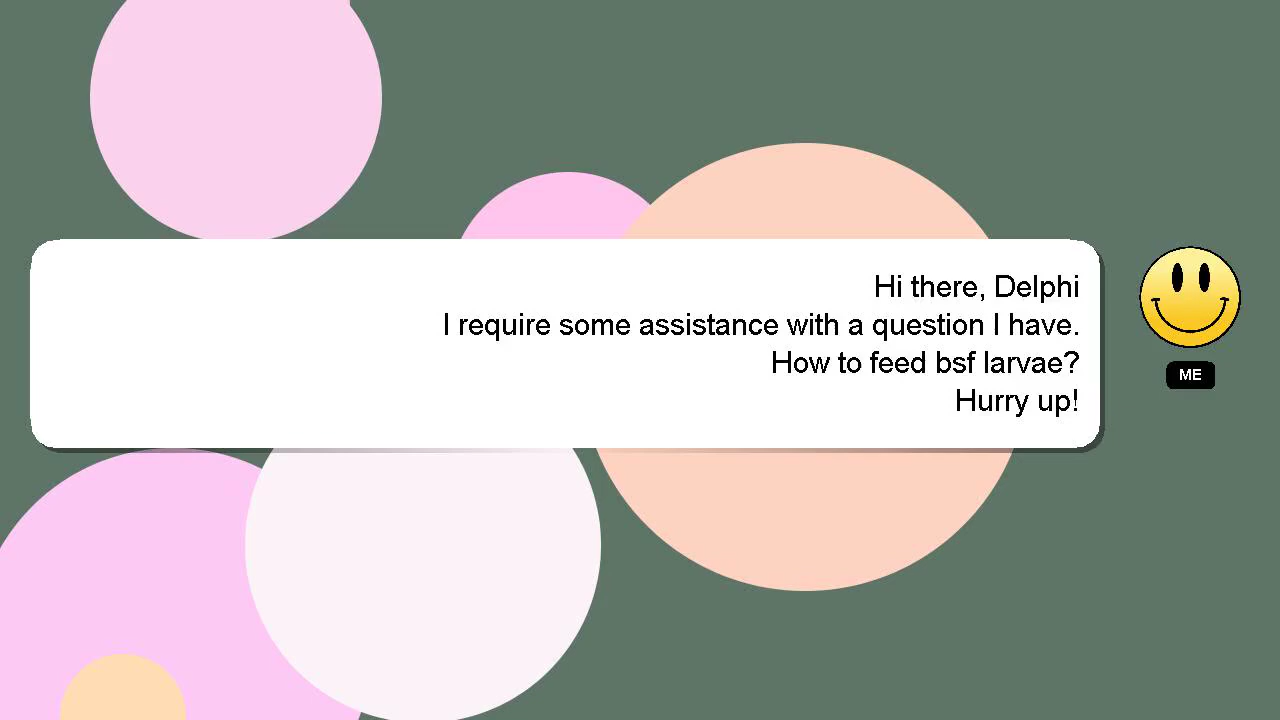 Hi there, Delphi
I require some assistance with a question I have.
How to feed bsf larvae?
Hurry up!
ME